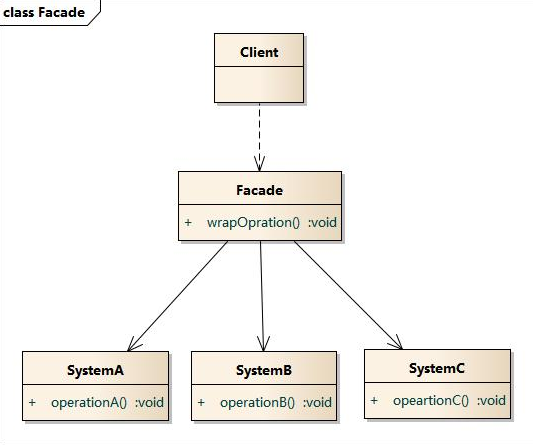 class Facade
Client
Facade
+ wrapOpration() :void
SystemA
+ operationA() :void
SystemB
+ operationB() :void
SystemC
+ opeartionC() :void